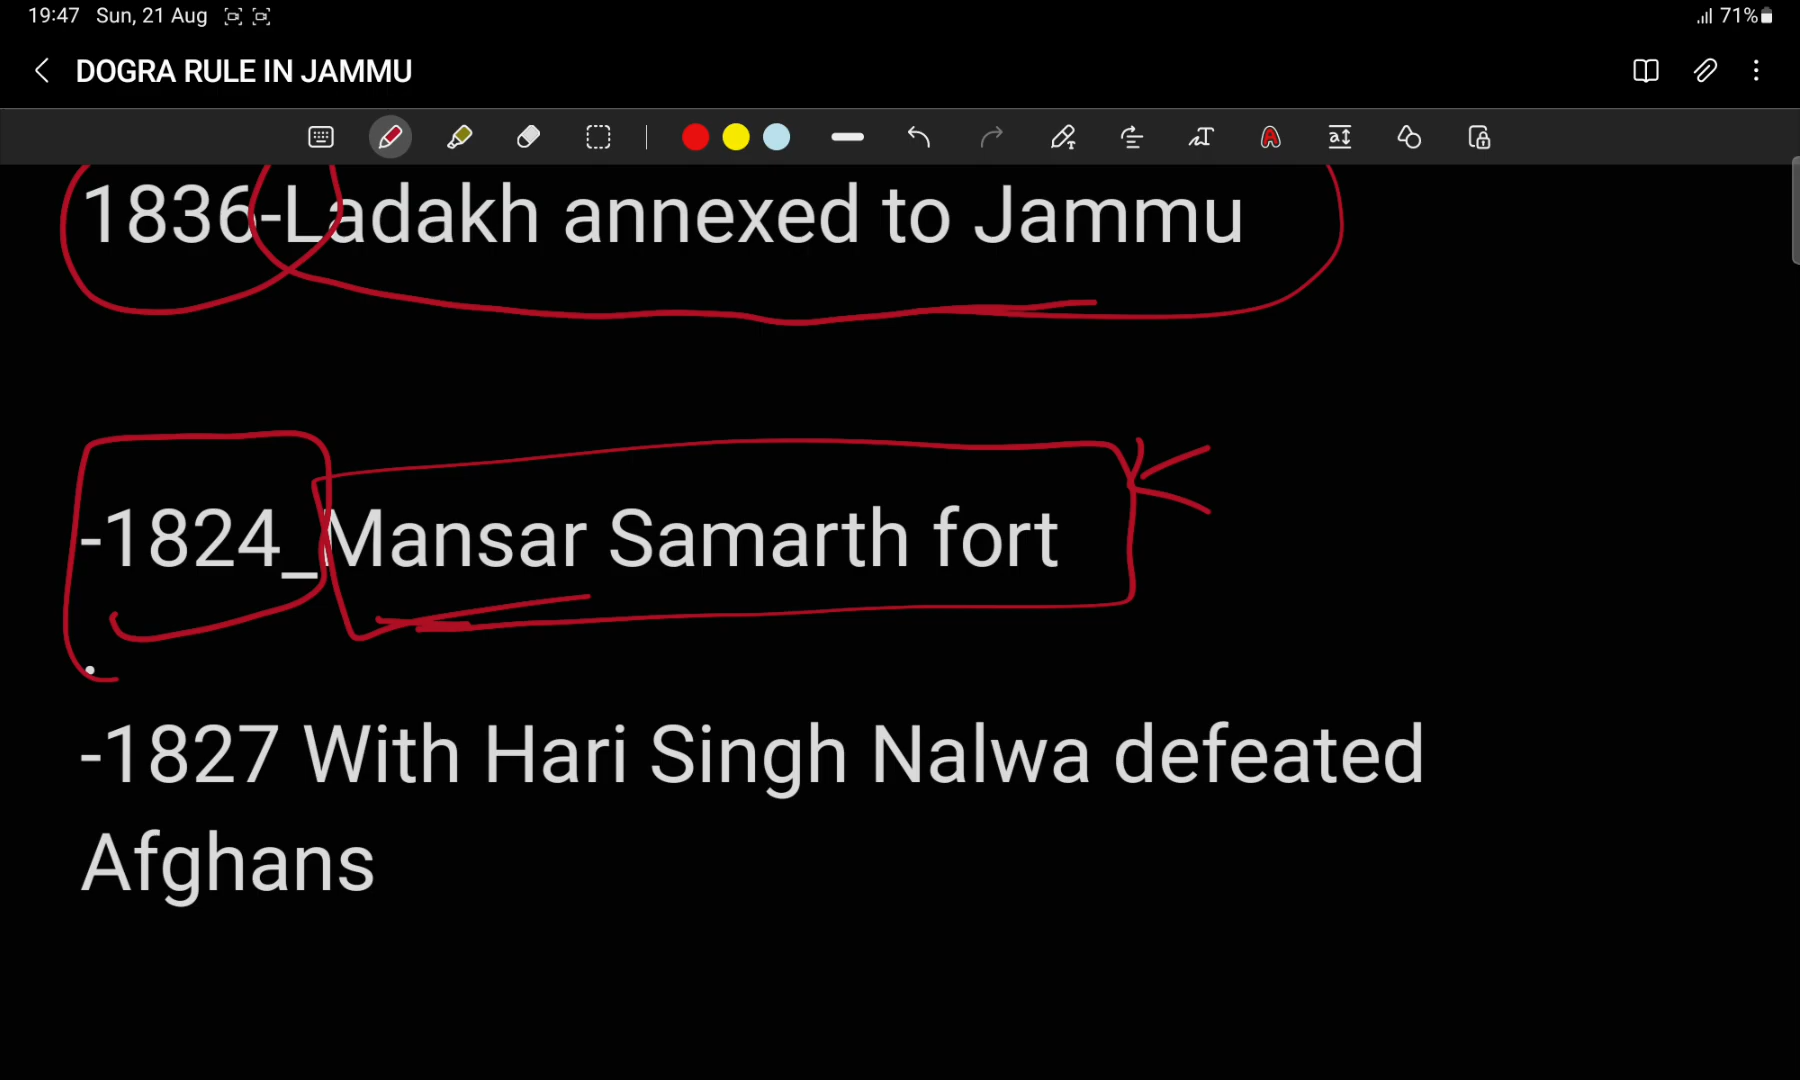 19:47 Sun, 21 Aug 71%
DOGRA RULE IN JAMMU
1836-Ladakh annexed to Jammu
-1824_Mansar Samarth fort
.
-1827 With Hari Singh Nalwa defeated
Afghans